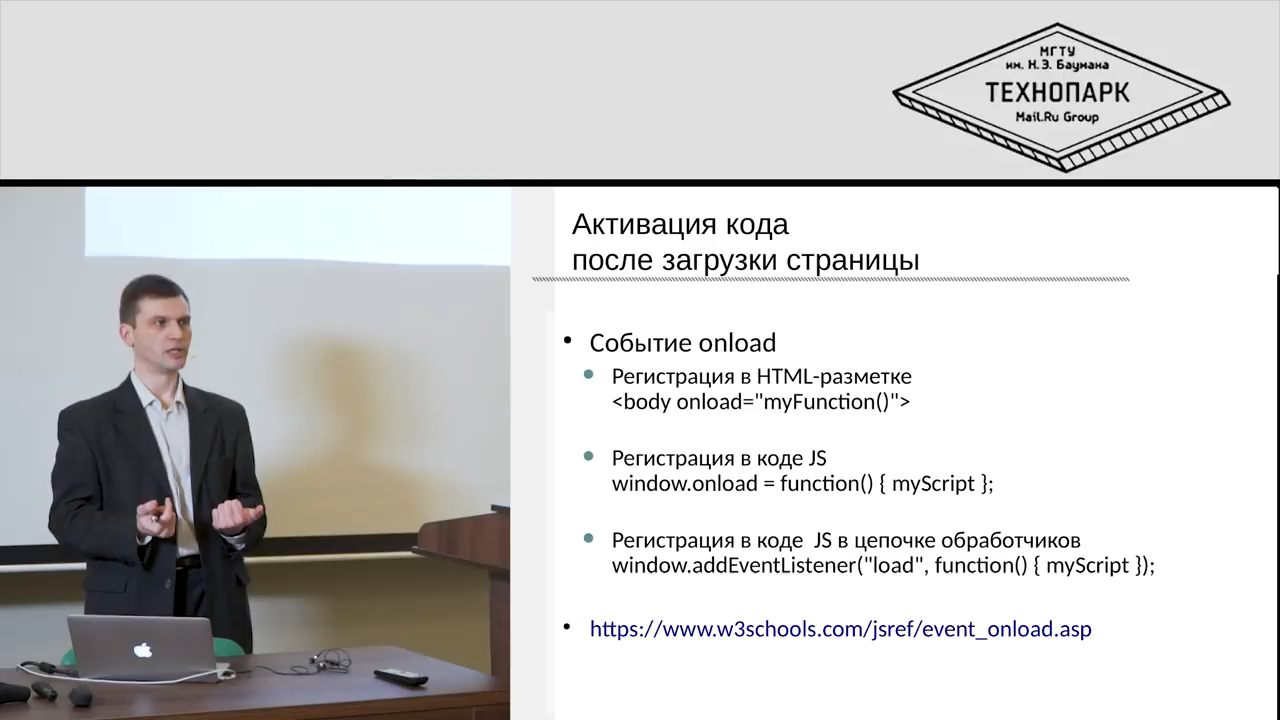 МГТУ
им. Н.Э. Баумана
ТЕХНОПАРК
Mail.Ru Group
Активация кода
после загрузки страницы
• Событие onload
• Регистрация в HTML-разметке
<body onload="myFunction()">
• Регистрация в коде JS
window.onload = function() { myScript };
• Регистрация в коде  JS в цепочке обработчиков
window.addEventListener("load", function() { myScript });
• https://www.w3schools.com/jsref/event_onload.asp